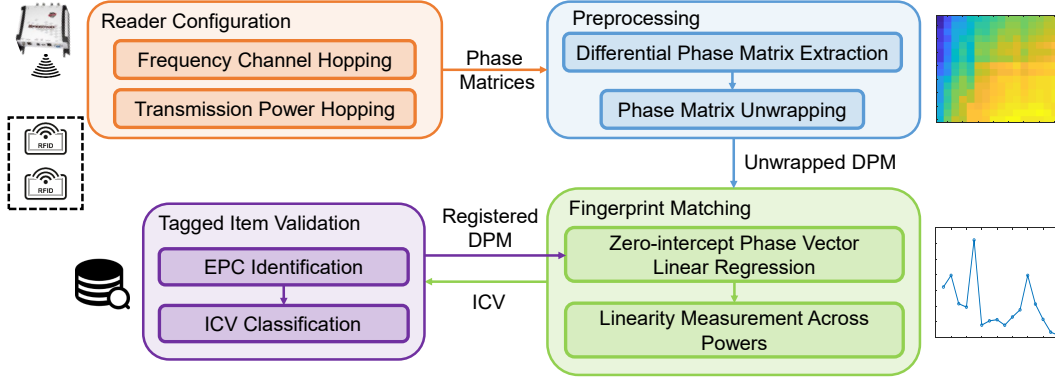 Reader Configuration
Frequency Channel Hopping
Transmission Power Hopping
Phase
Matrices
Preprocessing
Differential Phase Matrix Extraction
Phase Matrix Unwrapping
RFID
RFID
Unwrapped DPM
Tagged Item Validation
EPC Identification
ICV Classification
Registered
DPM
ICV
Fingerprint Matching
Zero-intercept Phase Vector
Linear Regression
Linearity Measurement Across
Powers